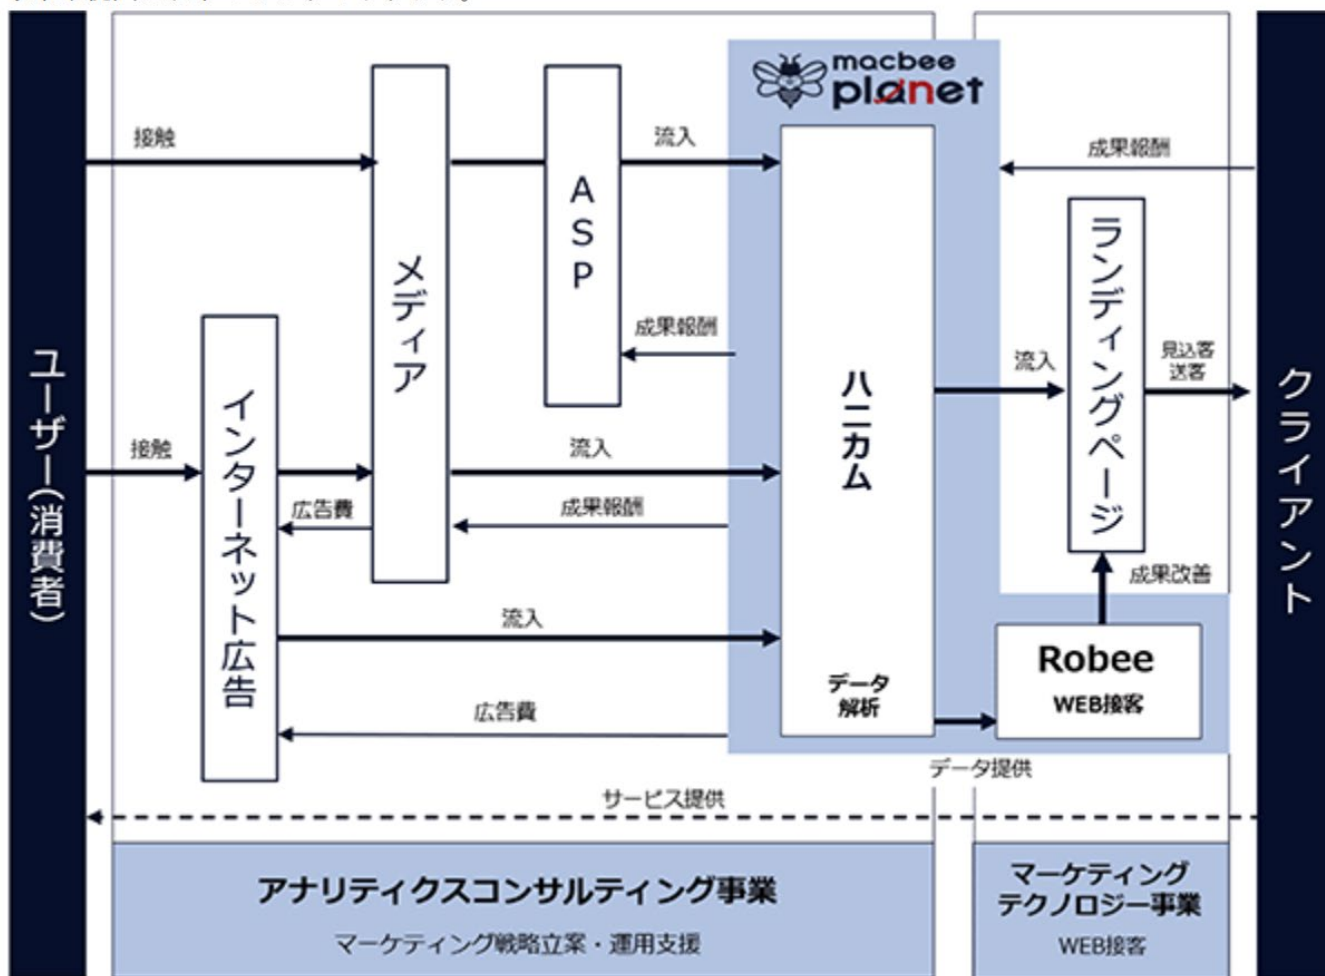 macbee
planet
接触
流入
成果報酬
ASP
メディア
ランディングページ
成果報酬
ユーザー(消費者)
インターネット広告
ハニカム
流入
見込客
送客
クライアント
接触
流入
広告費
成果報酬
成果改善
流入
Robee
WEB接客
データ
解析
広告費
データ提供
サービス提供
アナリティクスコンサルティング事業
マーケティング戦略立案・運用支援
マーケティング
テクノロジー事業
WEB接客